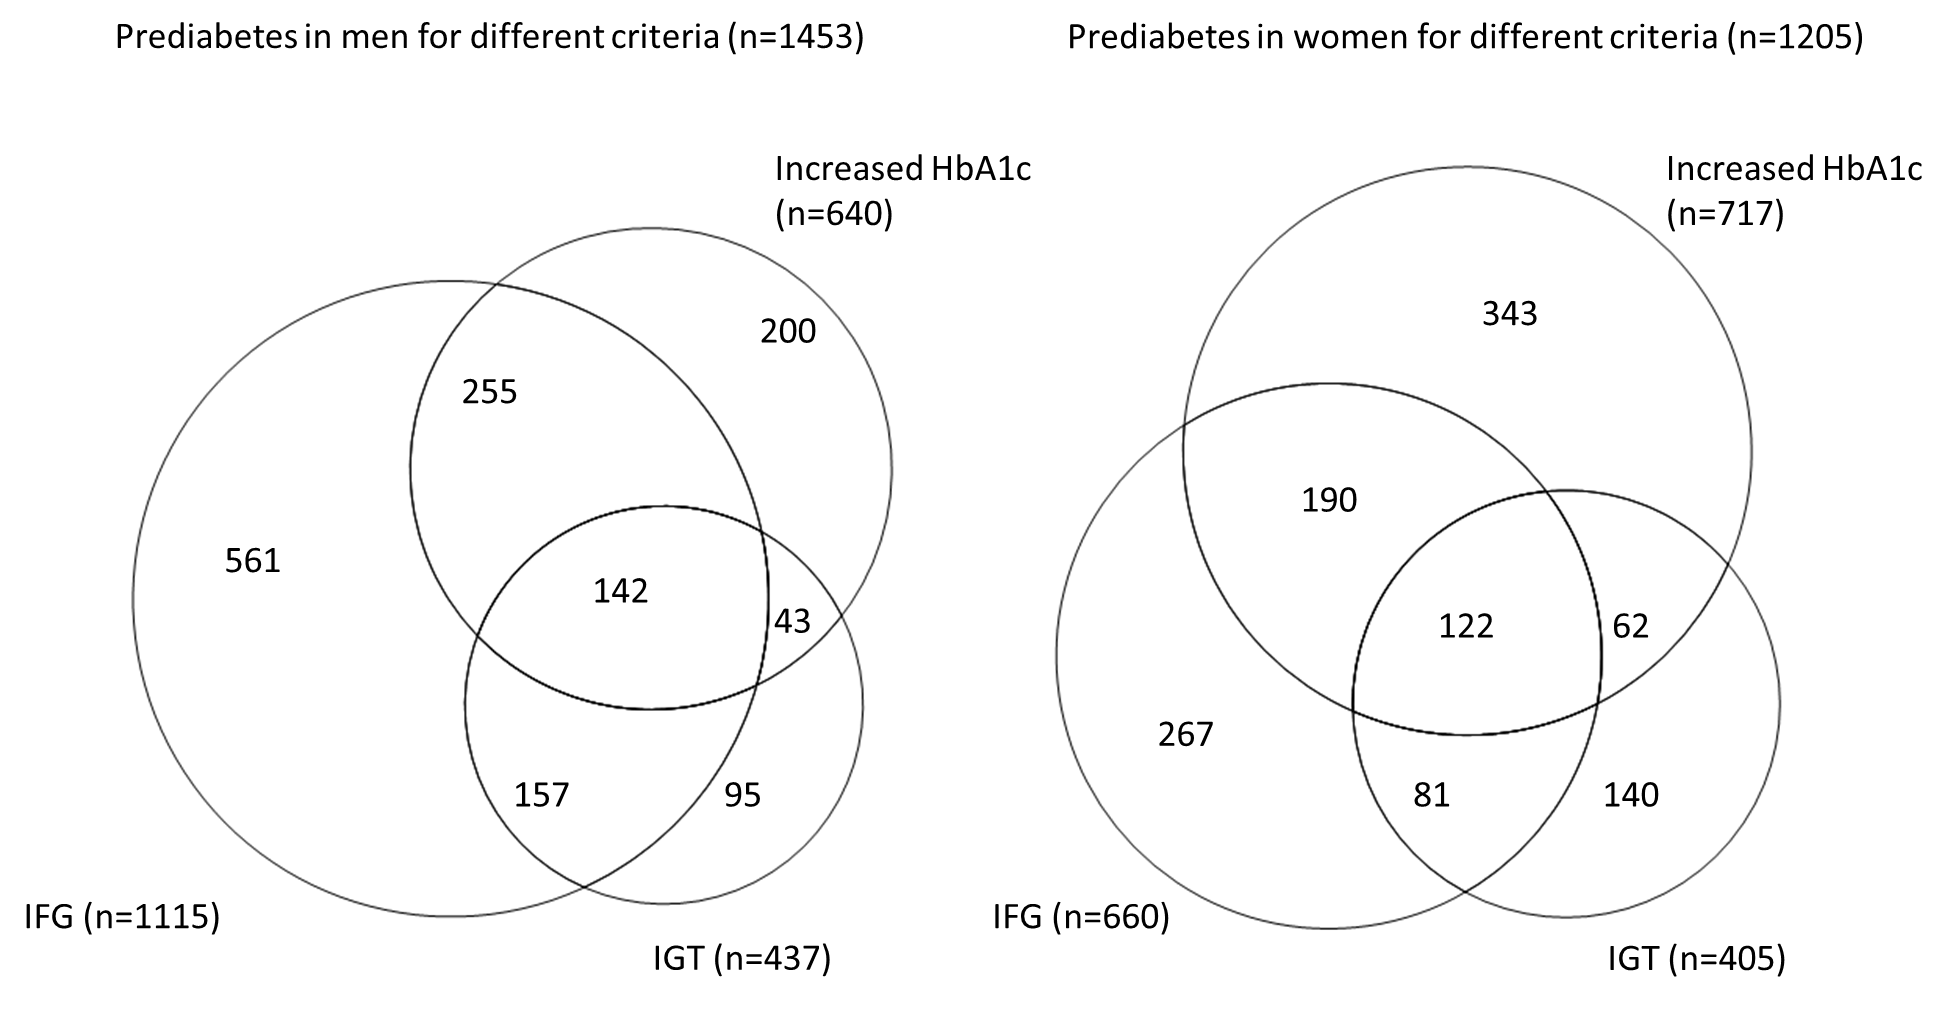 Prediabetes in men for different criteria (n=1453)
Increased HbA1c
(n=640)
200
255
561
142
43
157
95
IFG (n=1115)
IGT (n=437)
Prediabetes in women for different criteria (n=1205)
Increased HbA1c
(n=717)
343
190
122
62
267
81
140
IFG (n=660)
IGT (n=405)